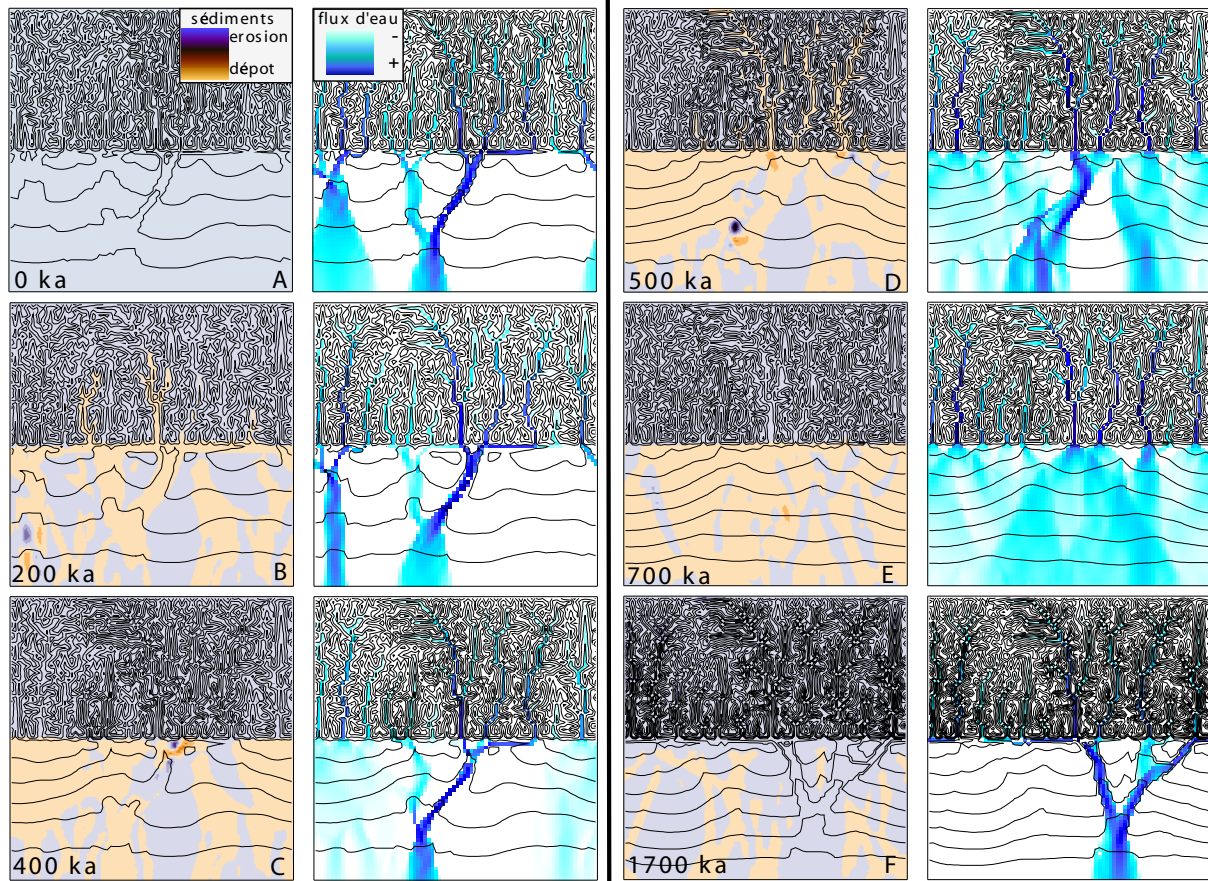 sédiments
erosion
dépot
flux d'eau
-
+
0 ka
A
200 ka
B
400 ka
C
500 ka
D
700 ka
E
1700 ka
F